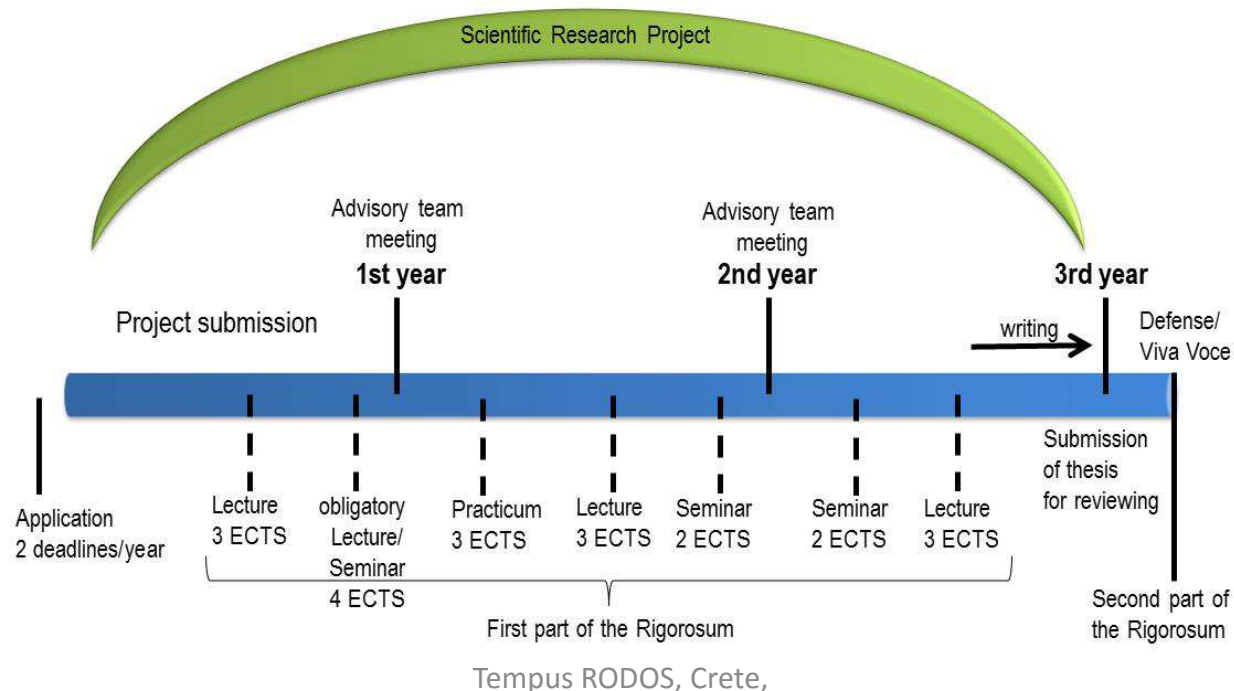 Scientific Research Project
Advisory team
meeting
1st year
Advisory team
meeting
2nd year
3rd year
Project submission
writing
Defense/
Viva Voce
Application
2 deadlines/year
Lecture
3 ECTS
obligatory
Lecture/
Seminar
4 ECTS
Practicum
3 ECTS
Lecture
3 ECTS
Seminar
2 ECTS
Seminar
2 ECTS
Lecture
3 ECTS
Submission
of thesis
for reviewing
First part of the Rigorosum
Second part of
the Rigorosum
Tempus RODOS, Crete,